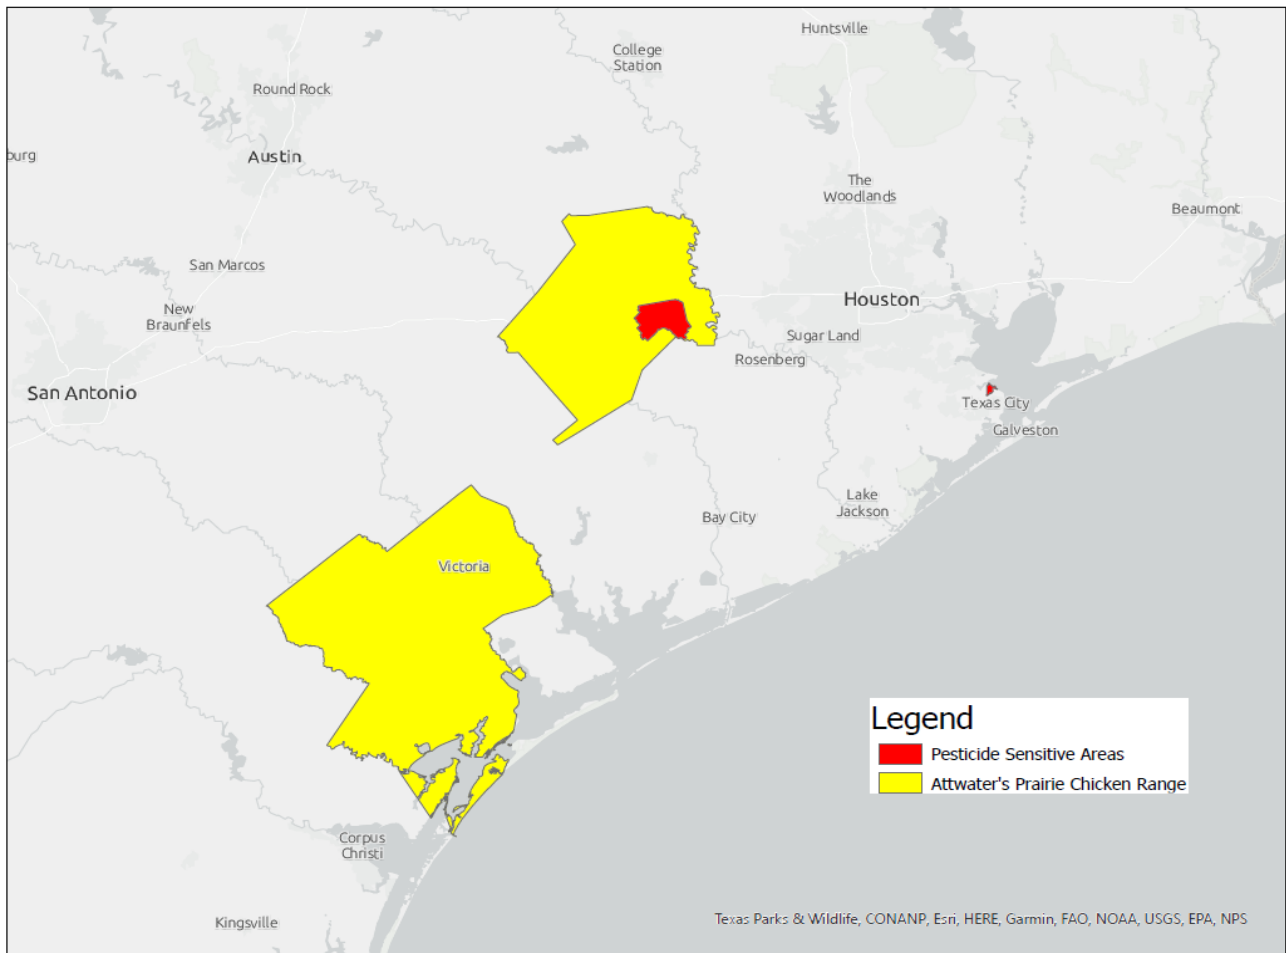 Huntsville
College
Station
Round Rock
burg
Austin
The
Woodlands
Beaumont
San Marcos
New
Braunfels
Houston
Sugar Land
Rosenberg
San Antonio
Texas City
Galveston
Lake
Jackson
Bay City
Victoria
Legend
Pesticide Sensitive Areas
Attwater's Prairie Chicken Range
Corpus
Christi
Kingsville
Texas Parks & Wildlife, CONANP, Esri, HERE, Garmin, FAO, NOAA, USGS, EPA, NPS